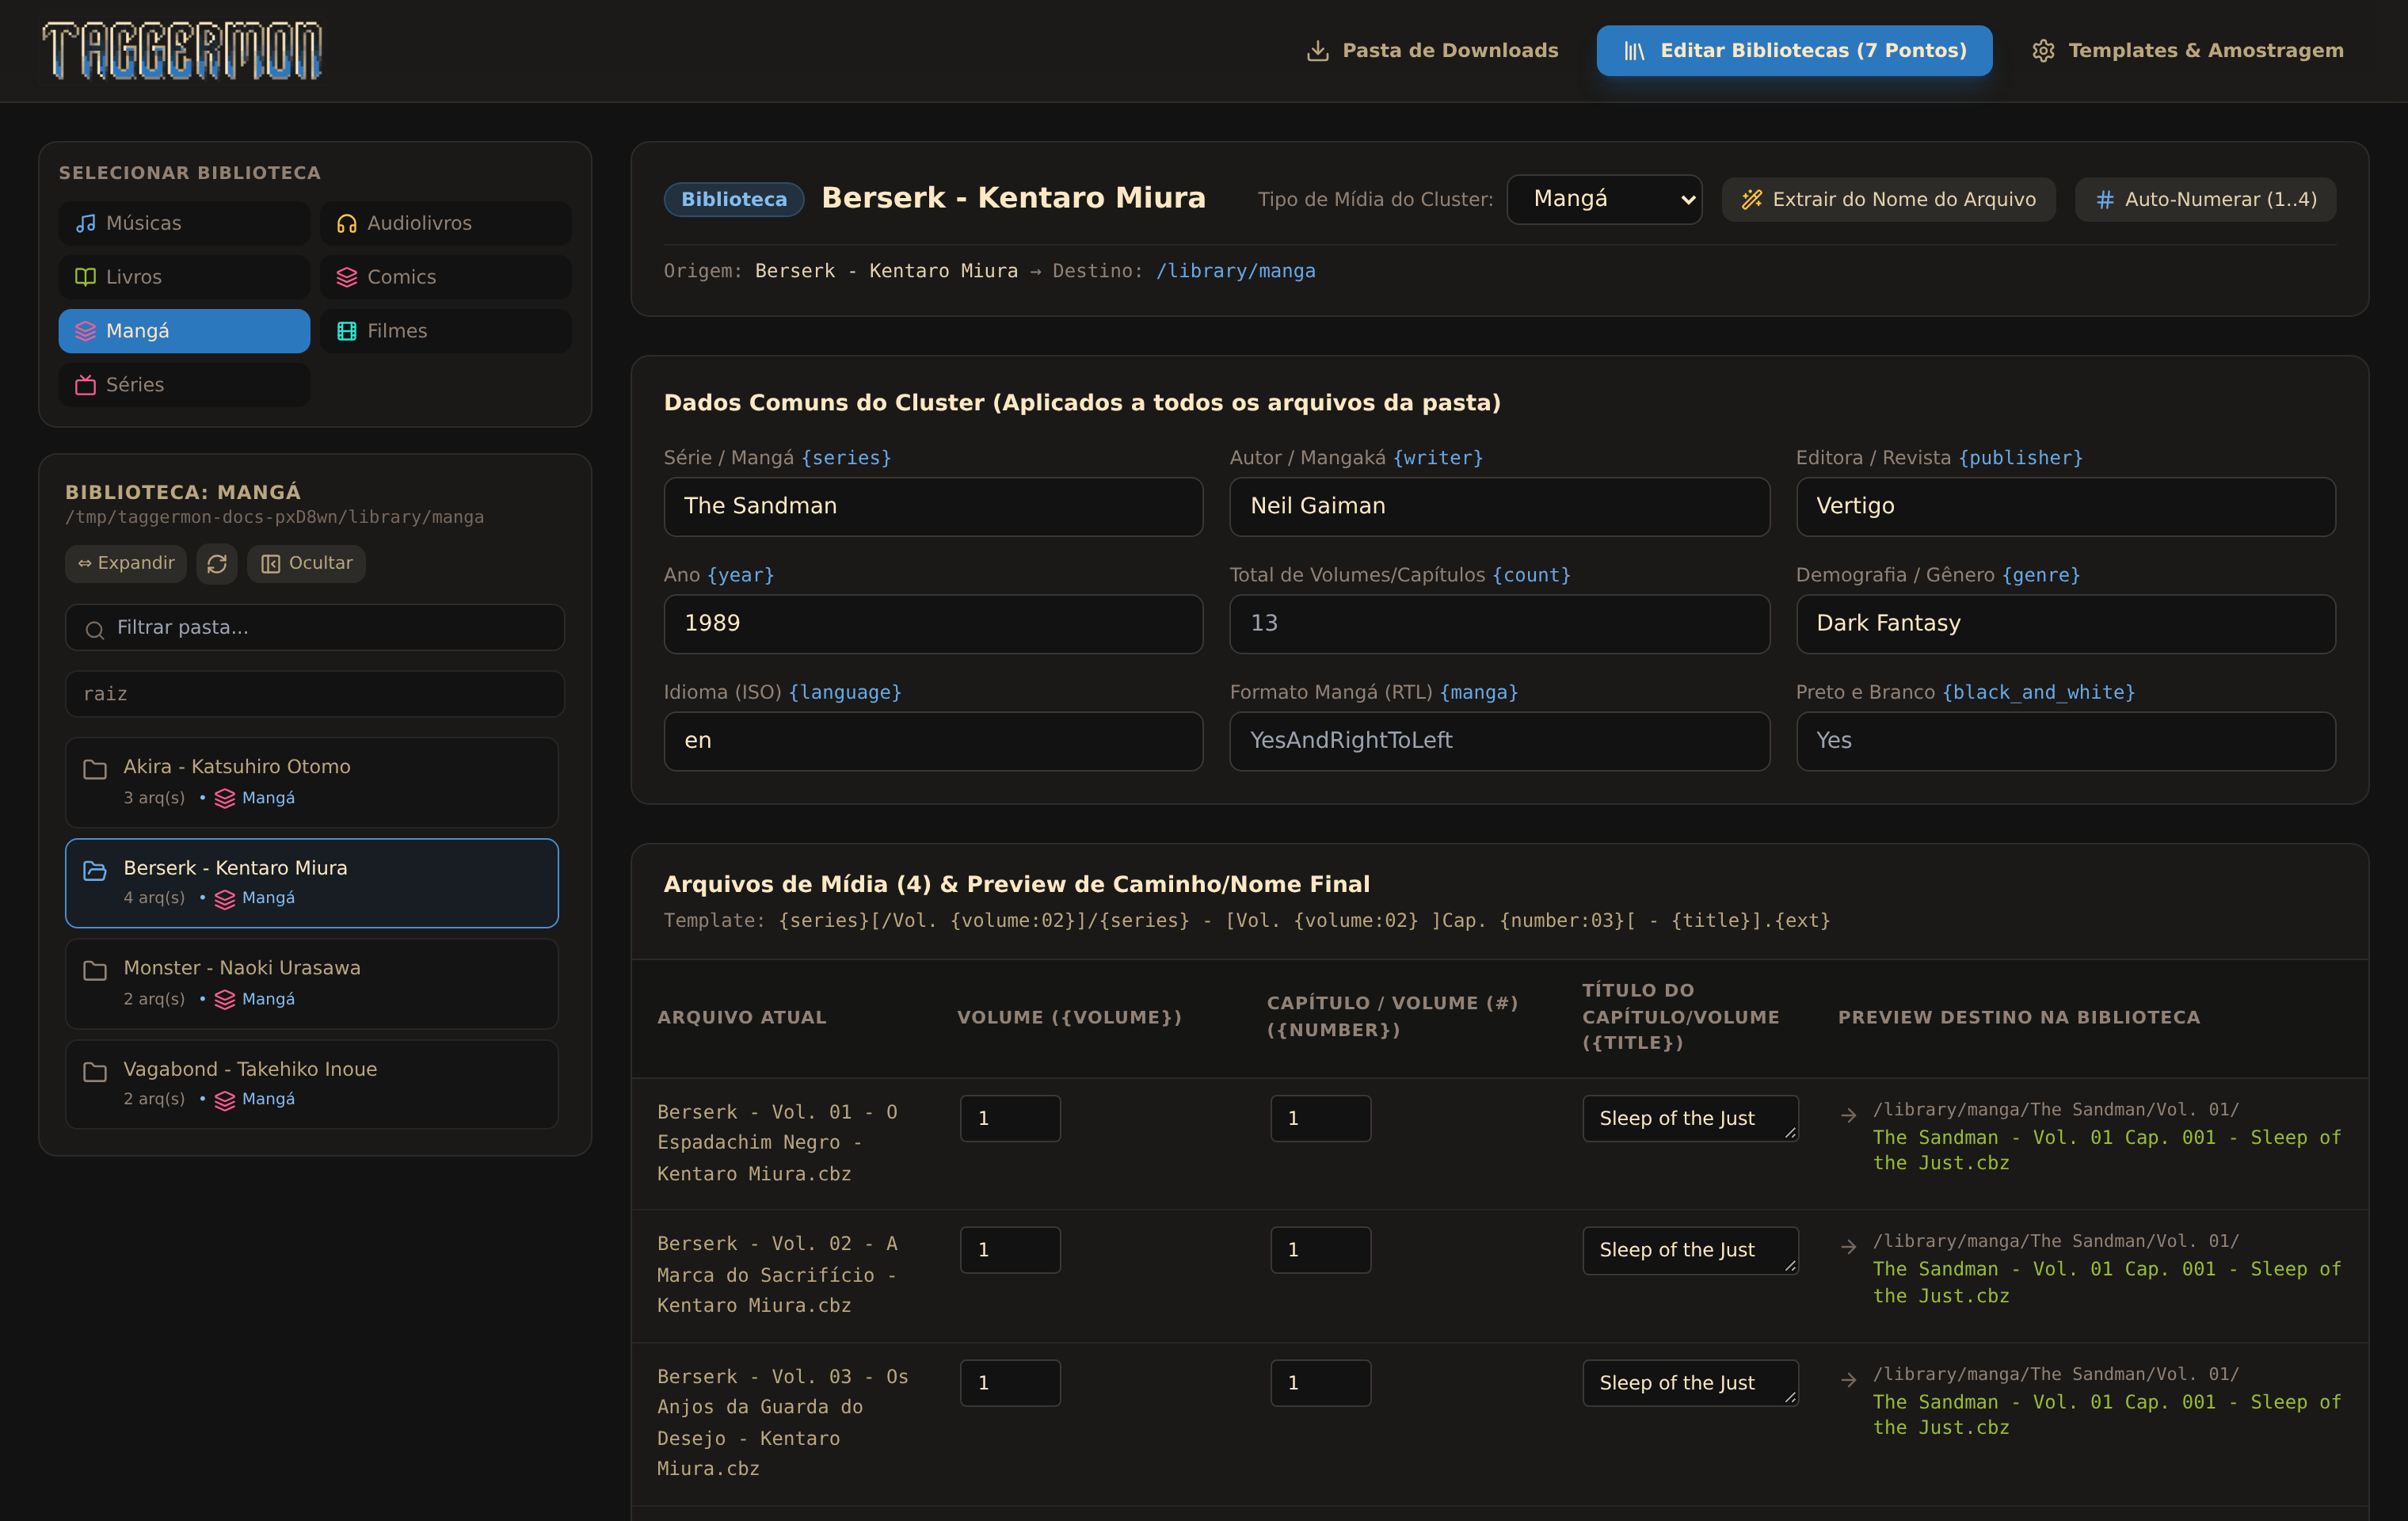 TAGGERMON
Pasta de Downloads
Editar Bibliotecas (7 Pontos)
Templates & Amostragem
SELECIONAR BIBLIOTECA
Músicas
Audiolivros
Livros
Comics
Mangá
Filmes
Séries
BIBLIOTECA: MANGÁ
/tmp/taggermon-docs-pxD8wn/library/manga
⇔ Expandir
Ocultar
Filtrar pasta...
raiz
Akira - Katsuhiro Otomo
3 arq(s) • Mangá
Berserk - Kentaro Miura
4 arq(s) • Mangá
Monster - Naoki Urasawa
2 arq(s) • Mangá
Vagabond - Takehiko Inoue
2 arq(s) • Mangá
Biblioteca
Berserk - Kentaro Miura
Tipo de Mídia do Cluster:
Mangá
Extrair do Nome do Arquivo
Auto-Numerar (1..4)
Origem: Berserk - Kentaro Miura → Destino: /library/manga
Dados Comuns do Cluster (Aplicados a todos os arquivos da pasta)
Série / Mangá {series}
The Sandman
Autor / Mangaká {writer}
Neil Gaiman
Editora / Revista {publisher}
Vertigo
Ano {year}
1989
Total de Volumes/Capítulos {count}
13
Demografia / Gênero {genre}
Dark Fantasy
Idioma (ISO) {language}
en
Formato Mangá (RTL) {manga}
YesAndRightToLeft
Preto e Branco {black_and_white}
Yes
Arquivos de Mídia (4) & Preview de Caminho/Nome Final
Template: {series}[/Vol. {volume:02}]/{series} - [Vol. {volume:02} ]Cap. {number:03}[ - {title}].{ext}
ARQUIVO ATUAL
VOLUME ({VOLUME})
CAPÍTULO / VOLUME (#)
({NUMBER})
TÍTULO DO
CAPÍTULO/VOLUME
({TITLE})
PREVIEW DESTINO NA BIBLIOTECA
Berserk - Vol. 01 - O
Espadachim Negro -
Kentaro Miura.cbz
1
1
Sleep of the Just
→ /library/manga/The Sandman/Vol. 01/
The Sandman - Vol. 01 Cap. 001 - Sleep of
the Just.cbz
Berserk - Vol. 02 - A
Marca do Sacrifício -
Kentaro Miura.cbz
1
1
Sleep of the Just
→ /library/manga/The Sandman/Vol. 01/
The Sandman - Vol. 01 Cap. 001 - Sleep of
the Just.cbz
Berserk - Vol. 03 - Os
Anjos da Guarda do
Desejo - Kentaro
Miura.cbz
1
1
Sleep of the Just
→ /library/manga/The Sandman/Vol. 01/
The Sandman - Vol. 01 Cap. 001 - Sleep of
the Just.cbz